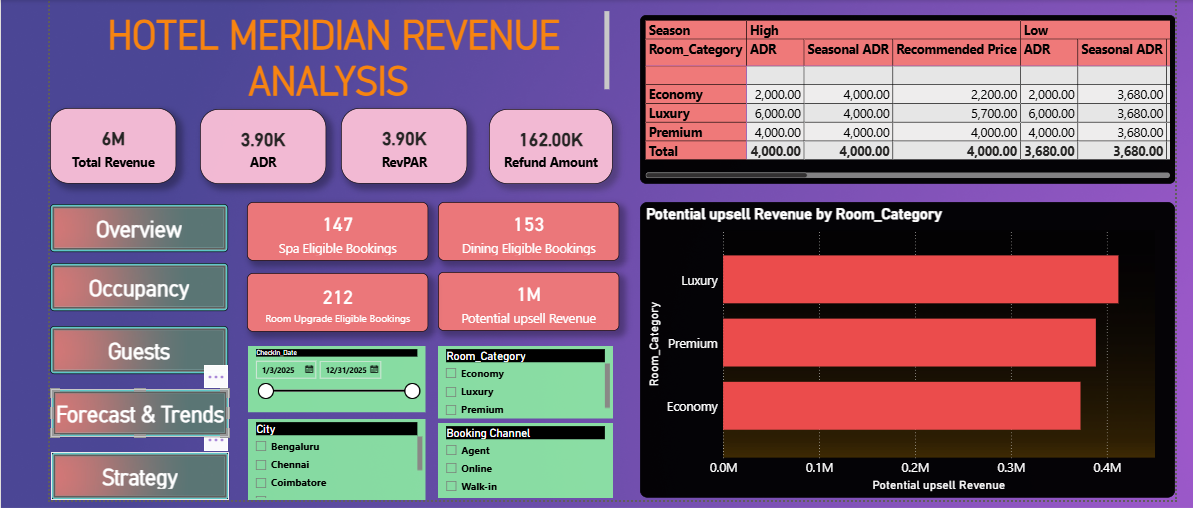 HOTEL MERIDIAN REVENUE
ANALYSIS
6M
Total Revenue
3.90K
ADR
3.90K
RevPAR
162.00K
Refund Amount
Overview
Occupancy
Guests
Forecast & Trends
Strategy
147
Spa Eligible Bookings
153
Dining Eligible Bookings
212
Room Upgrade Eligible Bookings
1M
Potential upsell Revenue
CheckIn_Date
1/3/2025 12/31/2025
Room_Category
Economy
Luxury
Premium
City
Bengaluru
Chennai
Coimbatore
Booking Channel
Agent
Online
Walk-in
Season High Low
Room_Category ADR Seasonal ADR Recommended Price ADR Seasonal ADR
Economy 2,000.00 4,000.00 2,200.00 2,000.00 3,680.00
Luxury 6,000.00 4,000.00 5,700.00 6,000.00 3,680.00
Premium 4,000.00 4,000.00 4,000.00 4,000.00 3,680.00
Total 4,000.00 4,000.00 4,000.00 3,680.00 3,680.00
Potential upsell Revenue by Room_Category
Room_Category
Luxury
Premium
Economy
0.0M 0.1M 0.2M 0.3M 0.4M
Potential upsell Revenue